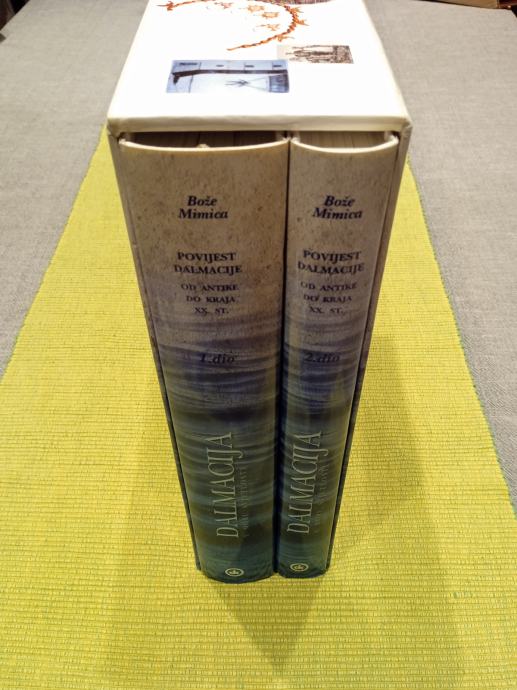 Bože
Mimica
POVIJEST
DALMACIJE
OD ANTIKE
DO KRAJA
XX. ST.
1. dio
DALMACIJA
Bože
Mimica
POVIJEST
DALMACIJE
OD ANTIKE
DO KRAJA
XX. ST.
2. dio
DALMACIJA